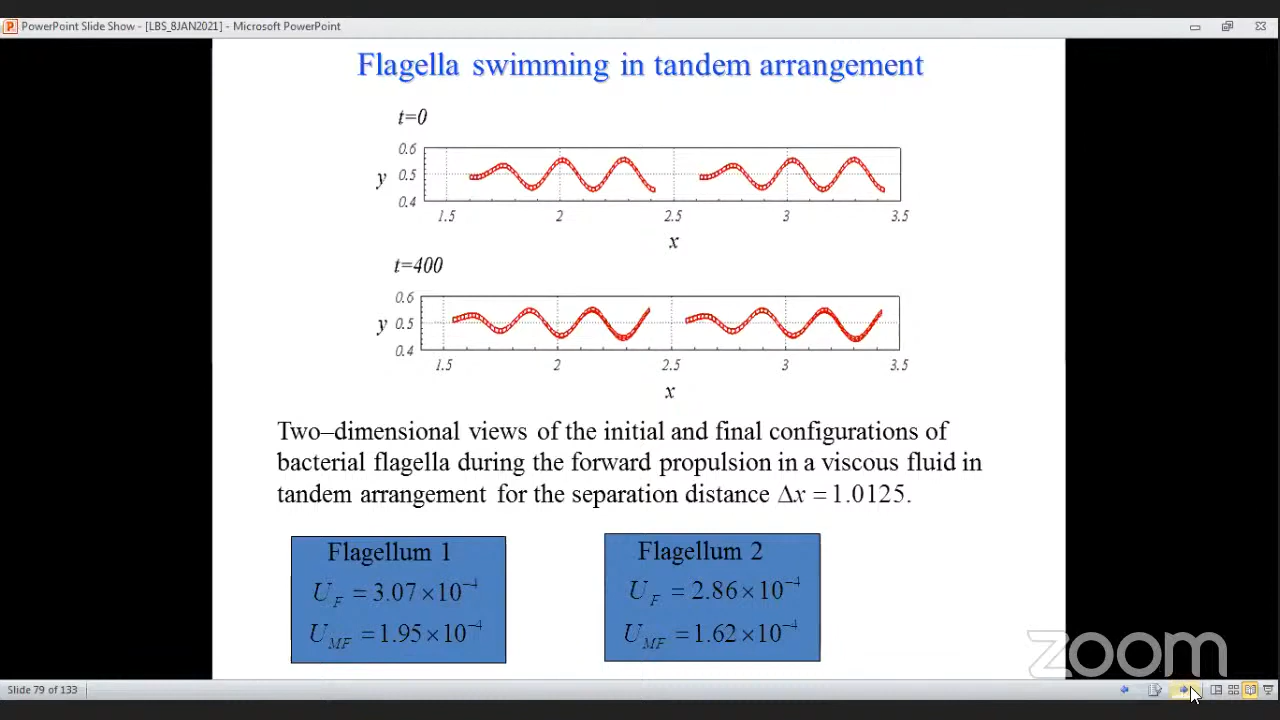 PowerPoint Slide Show - [LBS_8JAN2021] - Microsoft PowerPoint
Flagella swimming in tandem arrangement
t=0
0.6
y 0.5
0.4
1.5 2 2.5 3 3.5
x
t=400
0.6
y 0.5
0.4
1.5 2 2.5 3 3.5
x
Two–dimensional views of the initial and final configurations of
bacterial flagella during the forward propulsion in a viscous fluid in
tandem arrangement for the separation distance Δx = 1.0125.
Flagellum 1
U_F = 3.07×10⁻⁴
U_MF = 1.95×10⁻⁴
Flagellum 2
U_F = 2.86×10⁻⁴
U_MF = 1.62×10⁻⁴
zoom
Slide 79 of 133